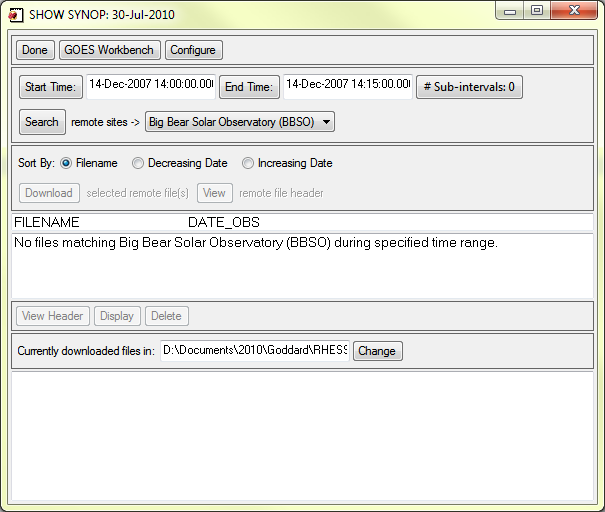 SHOW SYNOP: 30-Jul-2010
Done GOES Workbench Configure
Start Time: 14-Dec-2007 14:00:00.00 End Time: 14-Dec-2007 14:15:00.00 # Sub-intervals: 0
Search remote sites -> Big Bear Solar Observatory (BBSO)
Sort By: Filename Decreasing Date Increasing Date
Download selected remote file(s) View remote file header
FILENAME DATE_OBS
No files matching Big Bear Solar Observatory (BBSO) during specified time range.
View Header Display Delete
Currently downloaded files in: D:\Documents\2010\Goddard\RHESS Change